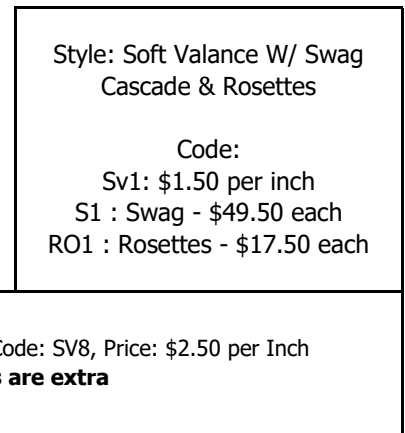 Style: Soft Valance W/ Swag
Cascade & Rosettes
Code:
Sv1: $1.50 per inch
S1 : Swag - $49.50 each
RO1 : Rosettes - $17.50 each
Code: SV8, Price: $2.50 per Inch
are extra